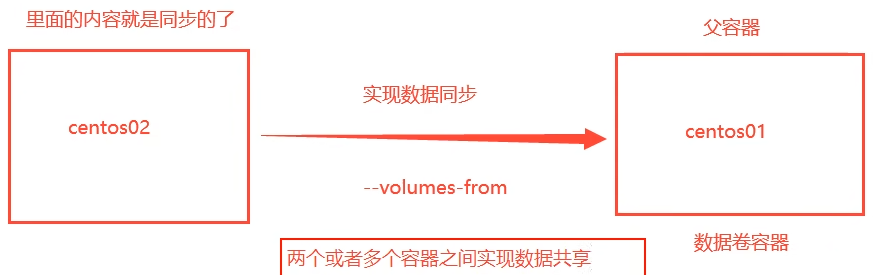 里面的内容就是同步的了
父容器
centos02
实现数据同步
centos01
--volumes-from
两个或者多个容器之间实现数据共享
数据卷容器